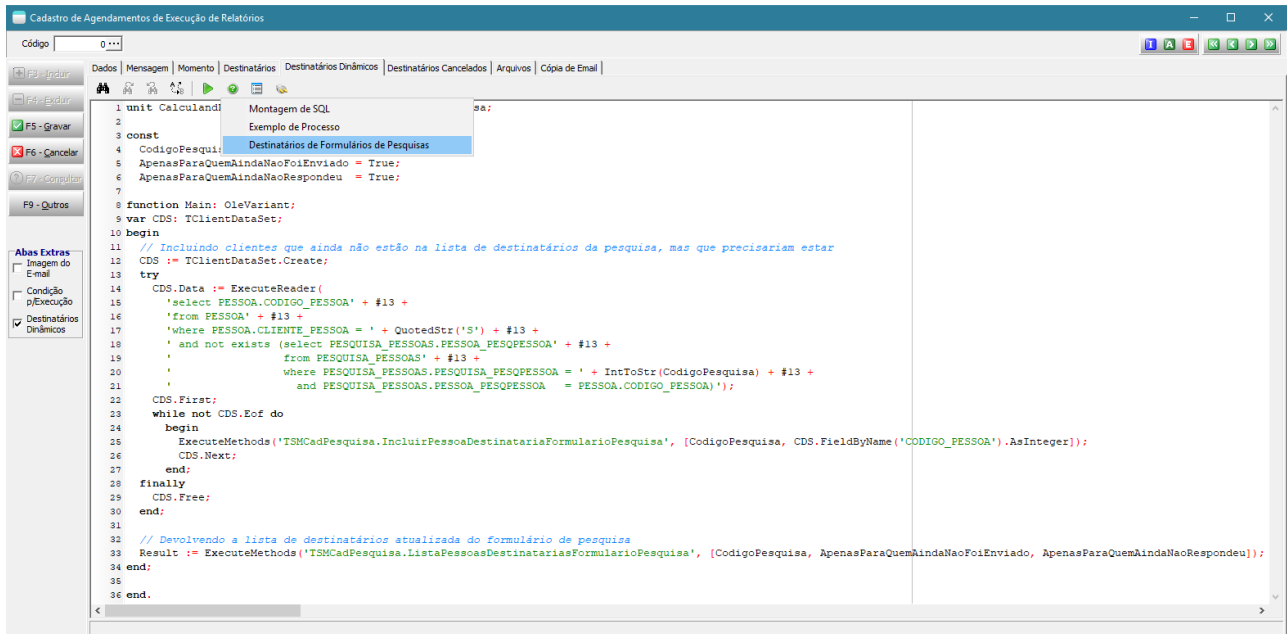 Cadastro de Agendamentos de Execução de Relatórios
Código 0 ...
I A E
F3 - Incluir
F4 - Excluir
F5 - Gravar
F6 - Cancelar
F7 - Consultar
F9 - Outros
Abas Extras
Imagem do E-mail
Condição p/Execução
Destinatários Dinâmicos
Dados Mensagem Momento Destinatários Destinatários Dinâmicos Destinatários Cancelados Arquivos Cópia de Email
Montagem de SQL
Exemplo de Processo
Destinatários de Formulários de Pesquisas
1 unit Calculand sa;
2
3 const
4 CodigoPesquis
5 ApenasParaQuemAindaNaoFoiEnviado = True;
6 ApenasParaQuemAindaNaoRespondeu = True;
7
8 function Main: OleVariant;
9 var CDS: TClientDataSet;
10 begin
11 // Incluindo clientes que ainda não estão na lista de destinatários da pesquisa, mas que precisariam estar
12 CDS := TClientDataSet.Create;
13 try
14 CDS.Data := ExecuteReader(
15 'select PESSOA.CODIGO_PESSOA' + #13 +
16 'from PESSOA' + #13 +
17 'where PESSOA.CLIENTE_PESSOA = ' + QuotedStr('S') + #13 +
18 ' and not exists (select PESQUISA_PESSOAS.PESSOA_PESQPESSOA' + #13 +
19 ' from PESQUISA_PESSOAS' + #13 +
20 ' where PESQUISA_PESSOAS.PESQUISA_PESQPESSOA = ' + IntToStr(CodigoPesquisa) + #13 +
21 ' and PESQUISA_PESSOAS.PESSOA_PESQPESSOA = PESSOA.CODIGO_PESSOA)');
22 CDS.First;
23 while not CDS.Eof do
24 begin
25 ExecuteMethods('TSMCadPesquisa.IncluirPessoaDestinatariaFormularioPesquisa', [CodigoPesquisa, CDS.FieldByName('CODIGO_PESSOA').AsInteger]);
26 CDS.Next;
27 end;
28 finally
29 CDS.Free;
30 end;
31
32 // Devolvendo a lista de destinatários atualizada do formulário de pesquisa
33 Result := ExecuteMethods('TSMCadPesquisa.ListaPessoasDestinatariasFormularioPesquisa', [CodigoPesquisa, ApenasParaQuemAindaNaoFoiEnviado, ApenasParaQuemAindaNaoRespondeu]);
34 end;
35
36 end.